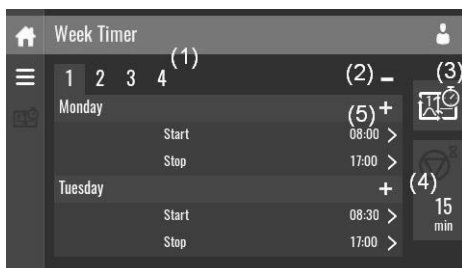 Week Timer
1 2 3 4 (1) (2) − (3)
Monday (5) +
Start 08:00 >
Stop 17:00 >
Tuesday + (4)
Start 08:30 >
15
min
Stop 17:00 >